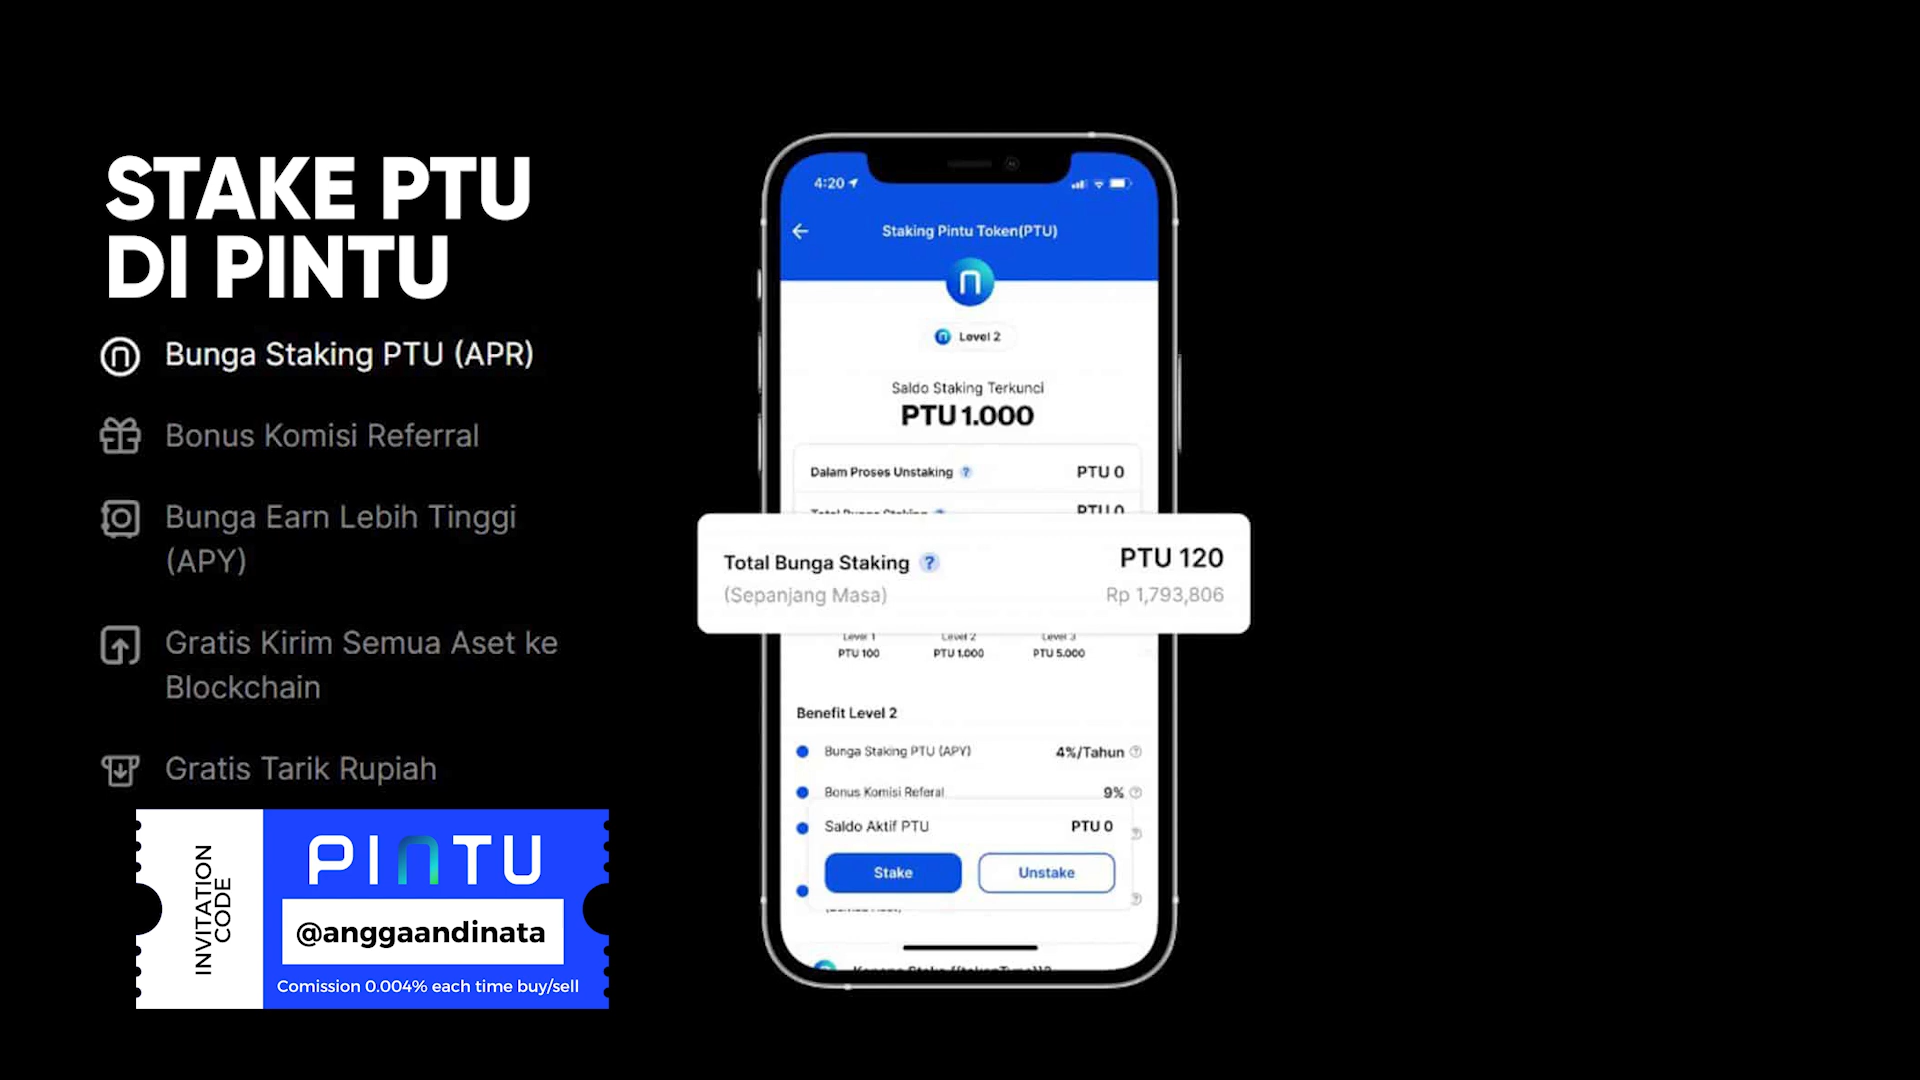 STAKE PTU
DI PINTU
Bunga Staking PTU (APR)
Bonus Komisi Referral
Bunga Earn Lebih Tinggi
(APY)
Gratis Kirim Semua Aset ke
Blockchain
Gratis Tarik Rupiah
INVITATION
CODE
PINTU
@anggaandinata
Comission 0.004% each time buy/sell
4:20
Staking Pintu Token(PTU)
Level 2
Saldo Staking Terkunci
PTU 1.000
Dalam Proses Unstaking ? PTU 0
Total Bunga Staking PTU 0
Total Bunga Staking ? PTU 120
(Sepanjang Masa) Rp 1,793,806
Level 1 Level 2 Level 3
PTU 100 PTU 1.000 PTU 5.000
Benefit Level 2
Bunga Staking PTU (APY) 4%/Tahun ?
Bonus Komisi Referal 9% ?
Saldo Aktif PTU PTU 0
Stake Unstake